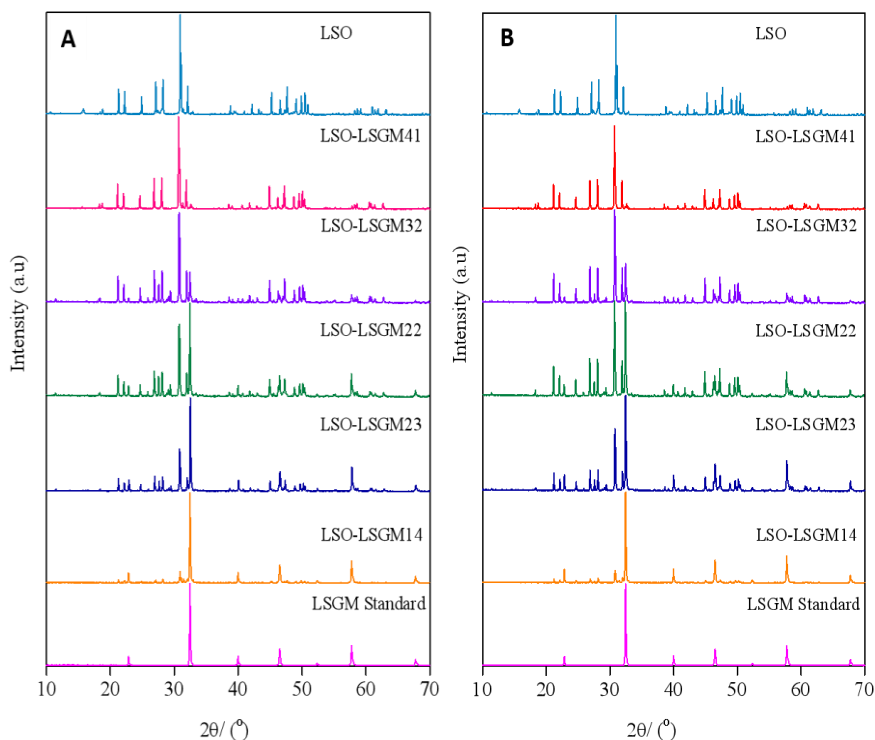 A
LSO
LSO-LSGM41
LSO-LSGM32
LSO-LSGM22
LSO-LSGM23
LSO-LSGM14
LSGM Standard
Intensity (a.u)
10 20 30 40 50 60 70
2θ/ (°)
B
LSO
LSO-LSGM41
LSO-LSGM32
LSO-LSGM22
LSO-LSGM23
LSO-LSGM14
LSGM Standard
Intensity (a.u)
10 20 30 40 50 60 70
2θ/ (°)